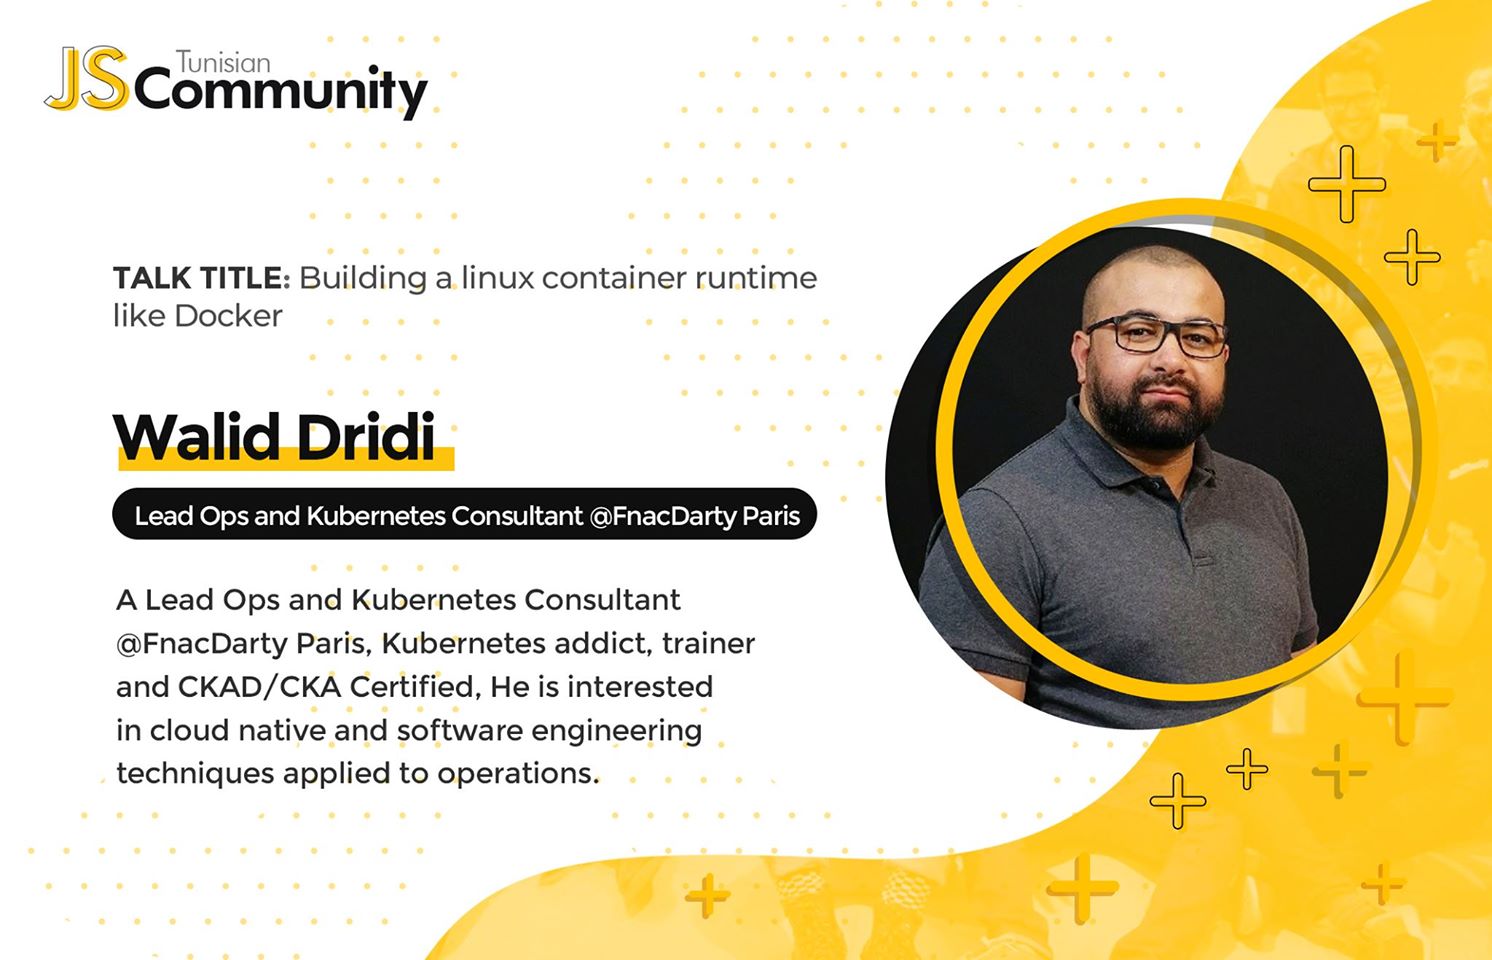 JS Tunisian
Community
TALK TITLE: Building a linux container runtime
like Docker
Walid Dridi
Lead Ops and Kubernetes Consultant @FnacDarty Paris
A Lead Ops and Kubernetes Consultant
@FnacDarty Paris, Kubernetes addict, trainer
and CKAD/CKA Certified, He is interested
in cloud native and software engineering
techniques applied to operations.